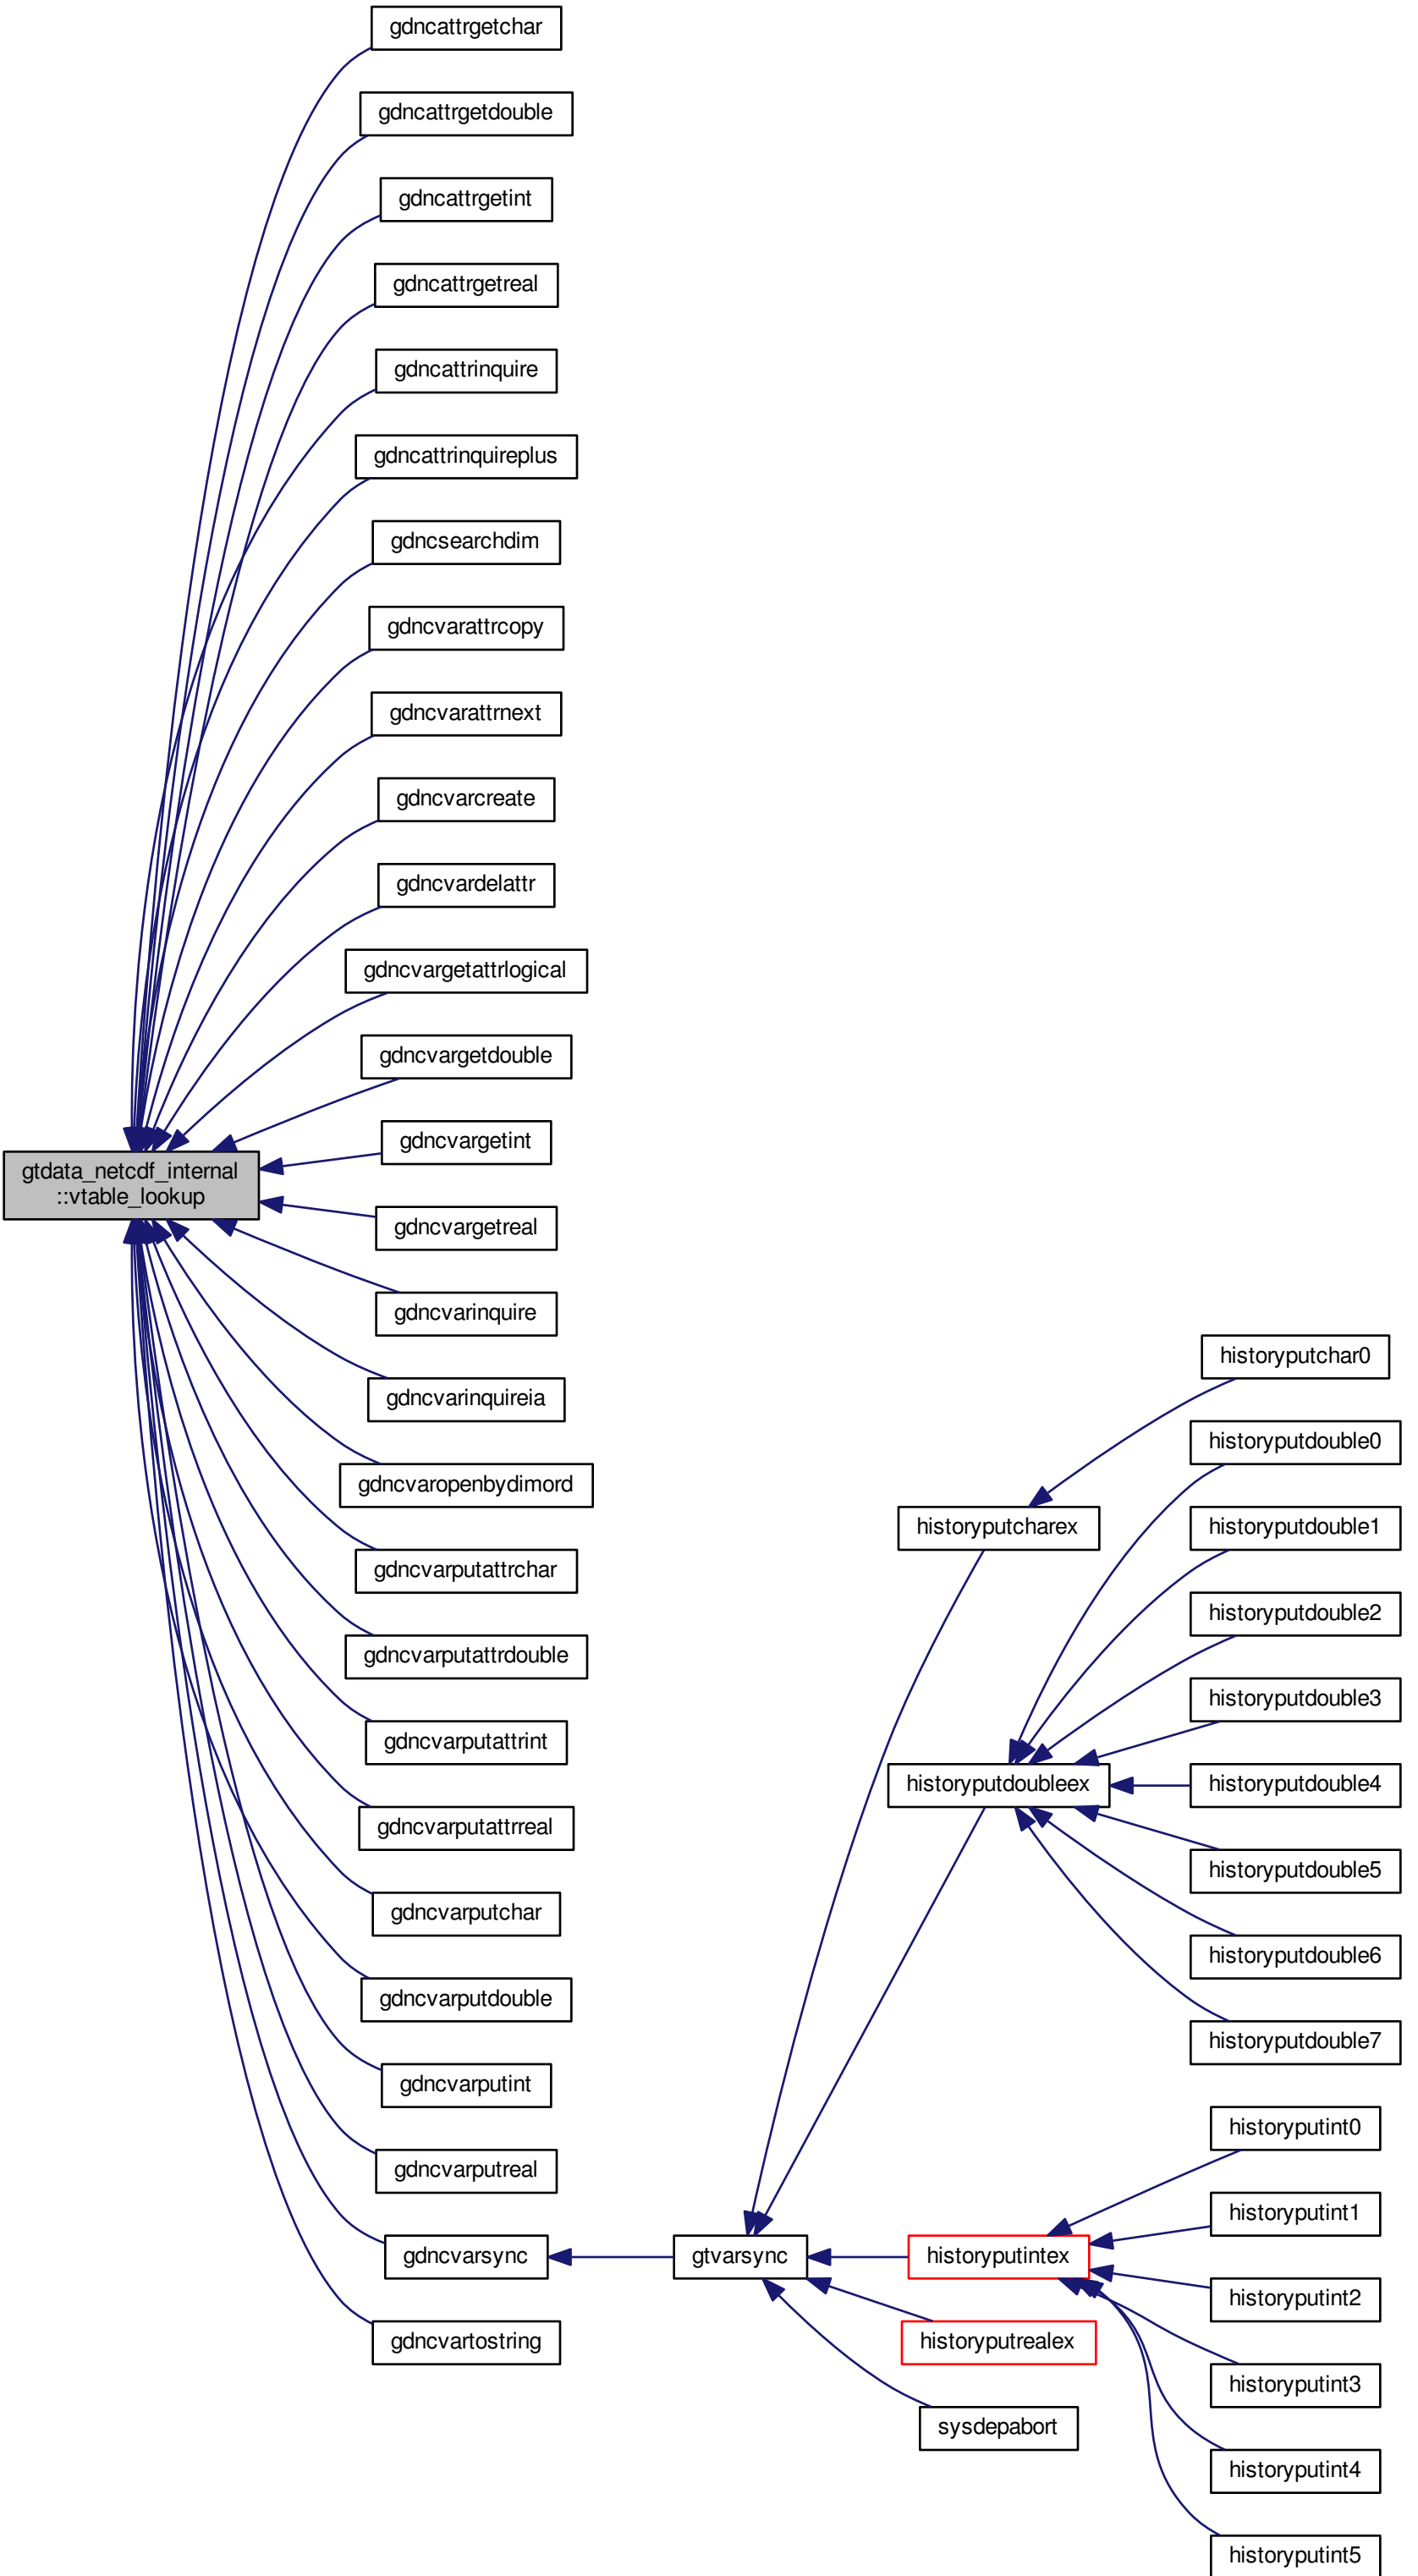 gdncattrgetchar
gdncattrgetdouble
gdncattrgetint
gdncattrgetreal
gdncattrinquire
gdncattrinquireplus
gdncsearchdim
gdncvarattrcopy
gdncvarattrnext
gdncvarcreate
gdncvardelattr
gdncvargetattrlogical
gdncvargetdouble
gdncvargetint
gtdata_netcdf_internal
::vtable_lookup
gdncvargetreal
gdncvarinquire
gdncvarinquireia
gdncvaropenbydimord
gdncvarputattrchar
gdncvarputattrdouble
gdncvarputattrint
gdncvarputattrreal
gdncvarputchar
gdncvarputdouble
gdncvarputint
gdncvarputreal
gdncvarsync
gdncvartostring
gtvarsync
historyputcharex
historyputdoubleex
historyputintex
historyputrealex
sysdepabort
historyputchar0
historyputdouble0
historyputdouble1
historyputdouble2
historyputdouble3
historyputdouble4
historyputdouble5
historyputdouble6
historyputdouble7
historyputint0
historyputint1
historyputint2
historyputint3
historyputint4
historyputint5